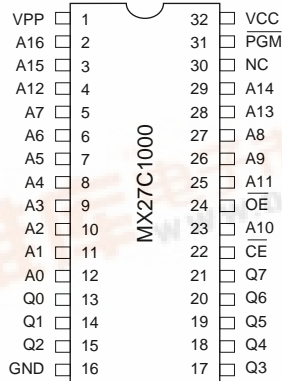 VPP 1 32 VCC
A16 2 31 P̅G̅M̅
A15 3 30 NC
A12 4 29 A14
A7 5 28 A13
A6 6 27 A8
A5 7 26 A9
A4 8 25 A11
A3 9 24 O̅E̅
A2 10 23 A10
A1 11 22 C̅E̅
A0 12 21 Q7
Q0 13 20 Q6
Q1 14 19 Q5
Q2 15 18 Q4
GND 16 17 Q3
MX27C1000